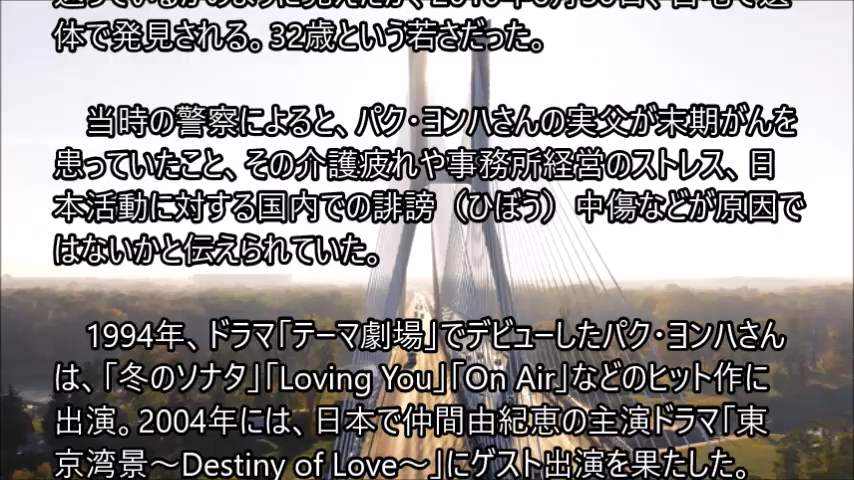 体で発見される。32歳という若さだった。
当時の警察によると、パク・ヨンハさんの実父が末期がんを
患っていたこと、その介護疲れや事務所経営のストレス、日
本活動に対する国内での誹謗（ひぼう）中傷などが原因で
はないかと伝えられていた。
1994年、ドラマ「テーマ劇場」でデビューしたパク・ヨンハさん
は、「冬のソナタ」「Loving You」「On Air」などのヒット作に
出演。2004年には、日本で仲間由紀恵の主演ドラマ「東
京湾景～Destiny of Love～」にゲスト出演を果たした。